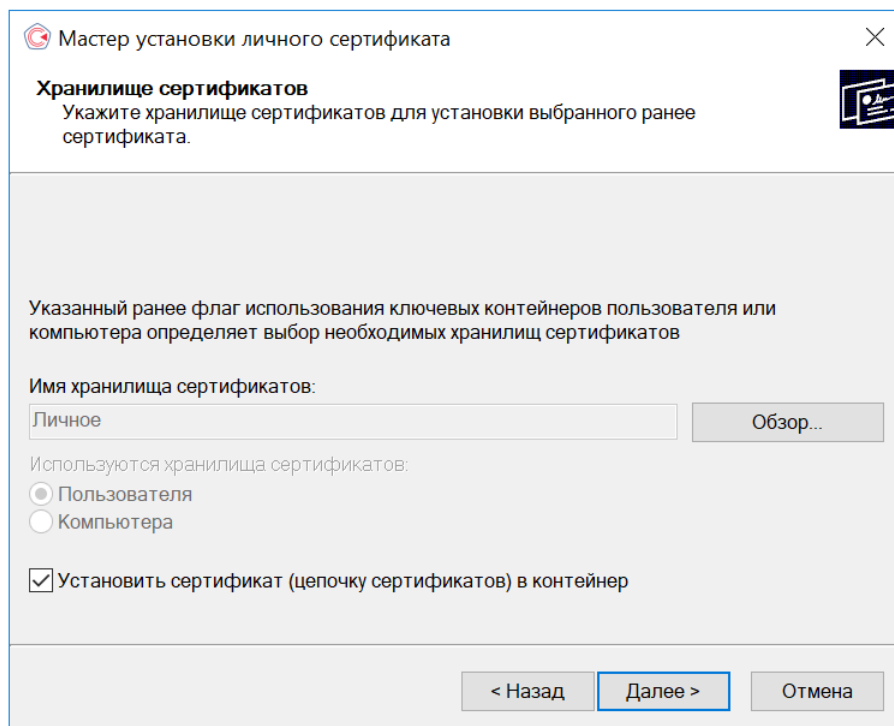 Мастер установки личного сертификата
Хранилище сертификатов
Укажите хранилище сертификатов для установки выбранного ранее
сертификата.
Указанный ранее флаг использования ключевых контейнеров пользователя или
компьютера определяет выбор необходимых хранилищ сертификатов
Имя хранилища сертификатов:
Личное
Обзор...
Используются хранилища сертификатов:
Пользователя
Компьютера
Установить сертификат (цепочку сертификатов) в контейнер
< Назад
Далее >
Отмена